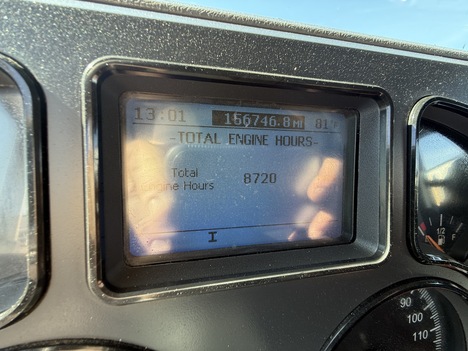 13:01 156746.8 MI 81°F
-TOTAL ENGINE HOURS-
Total
Engine Hours 8720
1/2 F
90
100
110